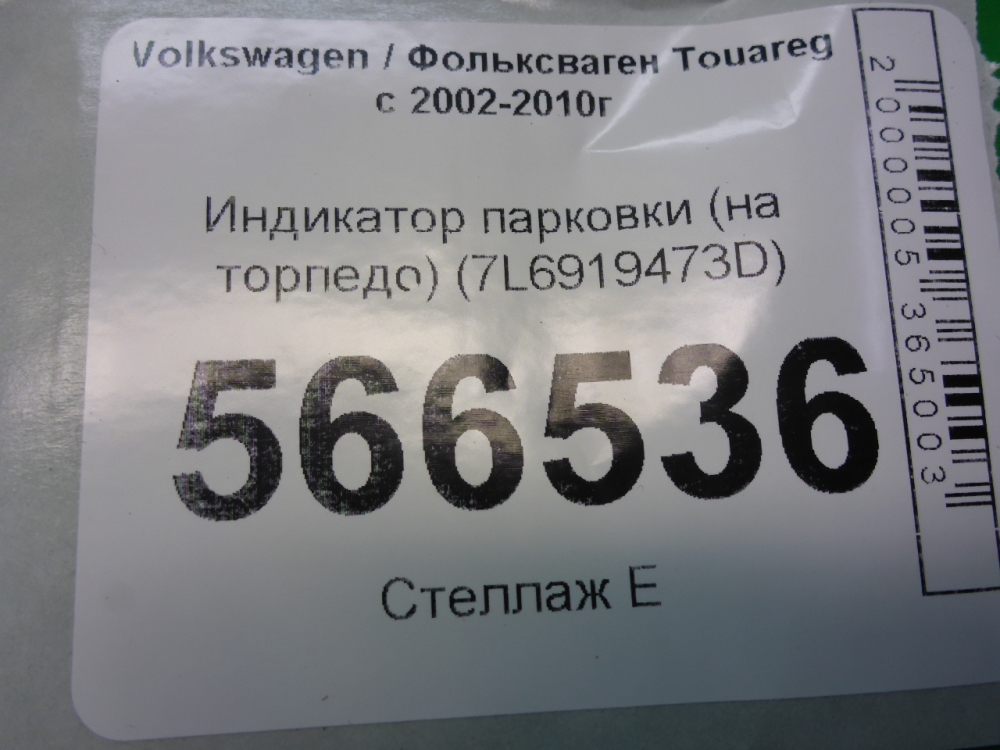 Volkswagen / Фольксваген Touareg
с 2002-2010г
Индикатор парковки (на
торпедо) (7L6919473D)
566536
Стеллаж Е
2000005365003